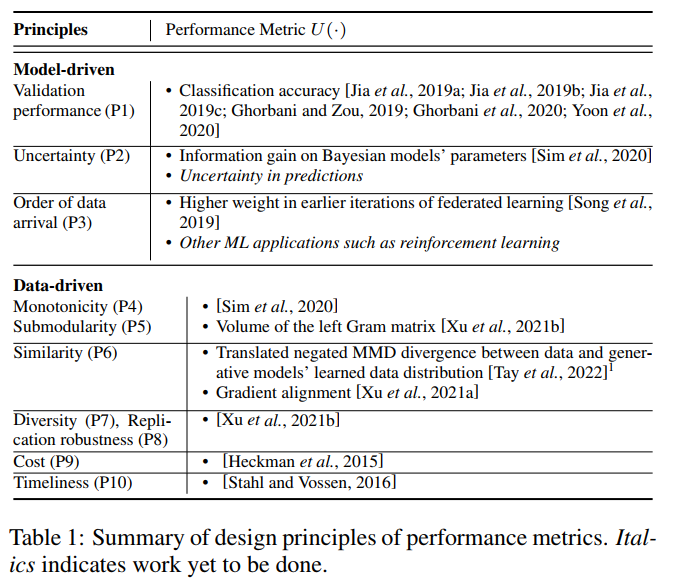 Principles Performance Metric U(·)
Model-driven
Validation • Classification accuracy [Jia et al., 2019a; Jia et al., 2019b; Jia et al.,
performance (P1) 2019c; Ghorbani and Zou, 2019; Ghorbani et al., 2020; Yoon et al.,
2020]
Uncertainty (P2) • Information gain on Bayesian models' parameters [Sim et al., 2020]
• Uncertainty in predictions
Order of data • Higher weight in earlier iterations of federated learning [Song et al.,
arrival (P3) 2019]
• Other ML applications such as reinforcement learning
Data-driven
Monotonicity (P4) • [Sim et al., 2020]
Submodularity (P5) • Volume of the left Gram matrix [Xu et al., 2021b]
Similarity (P6) • Translated negated MMD divergence between data and gener-
ative models' learned data distribution [Tay et al., 2022]¹
• Gradient alignment [Xu et al., 2021a]
Diversity (P7), Repli- • [Xu et al., 2021b]
cation robustness (P8)
Cost (P9) • [Heckman et al., 2015]
Timeliness (P10) • [Stahl and Vossen, 2016]
Table 1: Summary of design principles of performance metrics. Ital-
ics indicates work yet to be done.